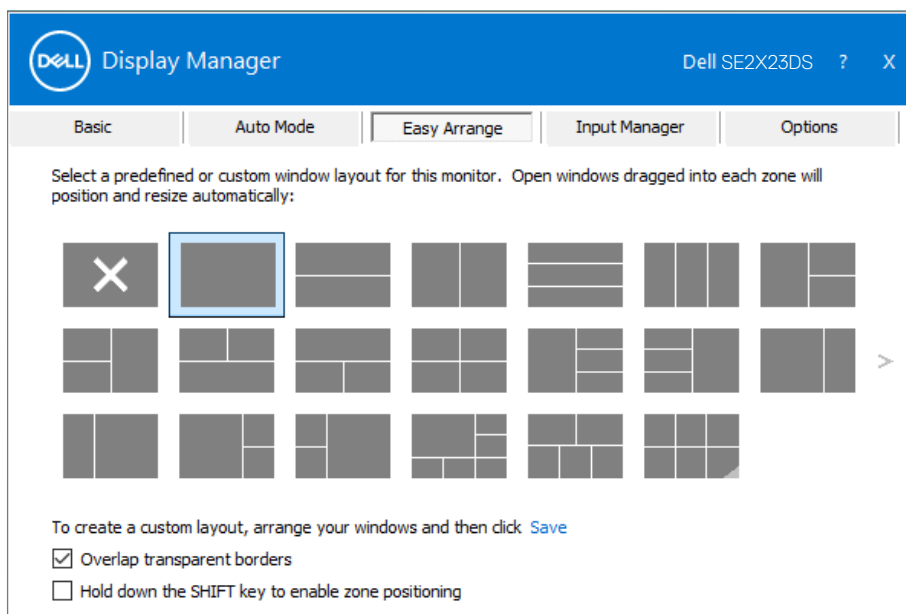 DELL Display Manager Dell SE2X23DS ? X
Basic Auto Mode Easy Arrange Input Manager Options
Select a predefined or custom window layout for this monitor. Open windows dragged into each zone will
position and resize automatically:
>
To create a custom layout, arrange your windows and then click Save
Overlap transparent borders
Hold down the SHIFT key to enable zone positioning